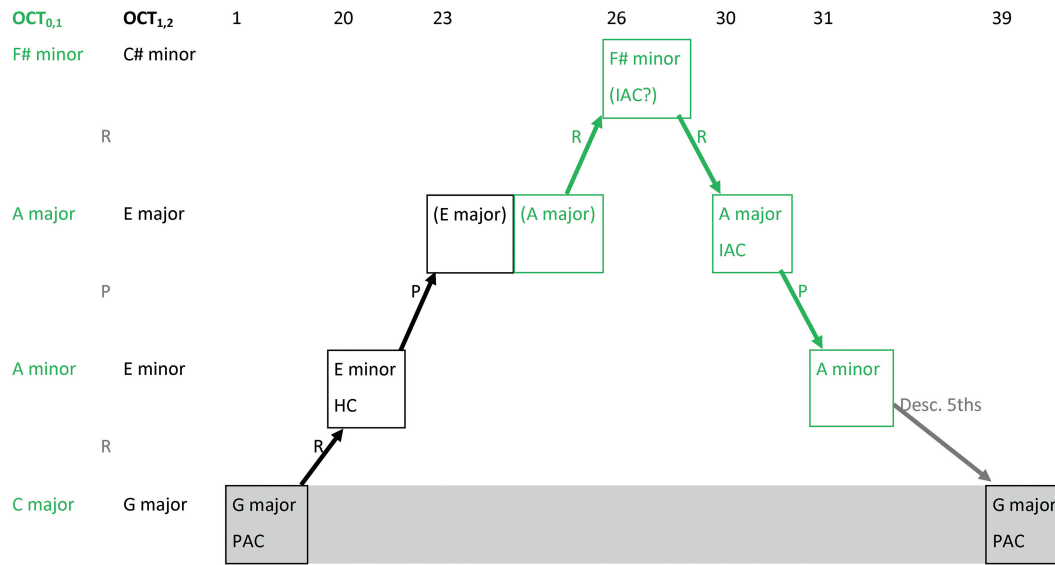 OCT0,1 OCT1,2 1 20 23 26 30 31 39
F# minor C# minor F# minor
(IAC?)
R R R
A major E major (E major) (A major) A major
IAC
P P P
A minor E minor E minor A minor
HC Desc. 5ths
R R
C major G major G major G major
PAC PAC